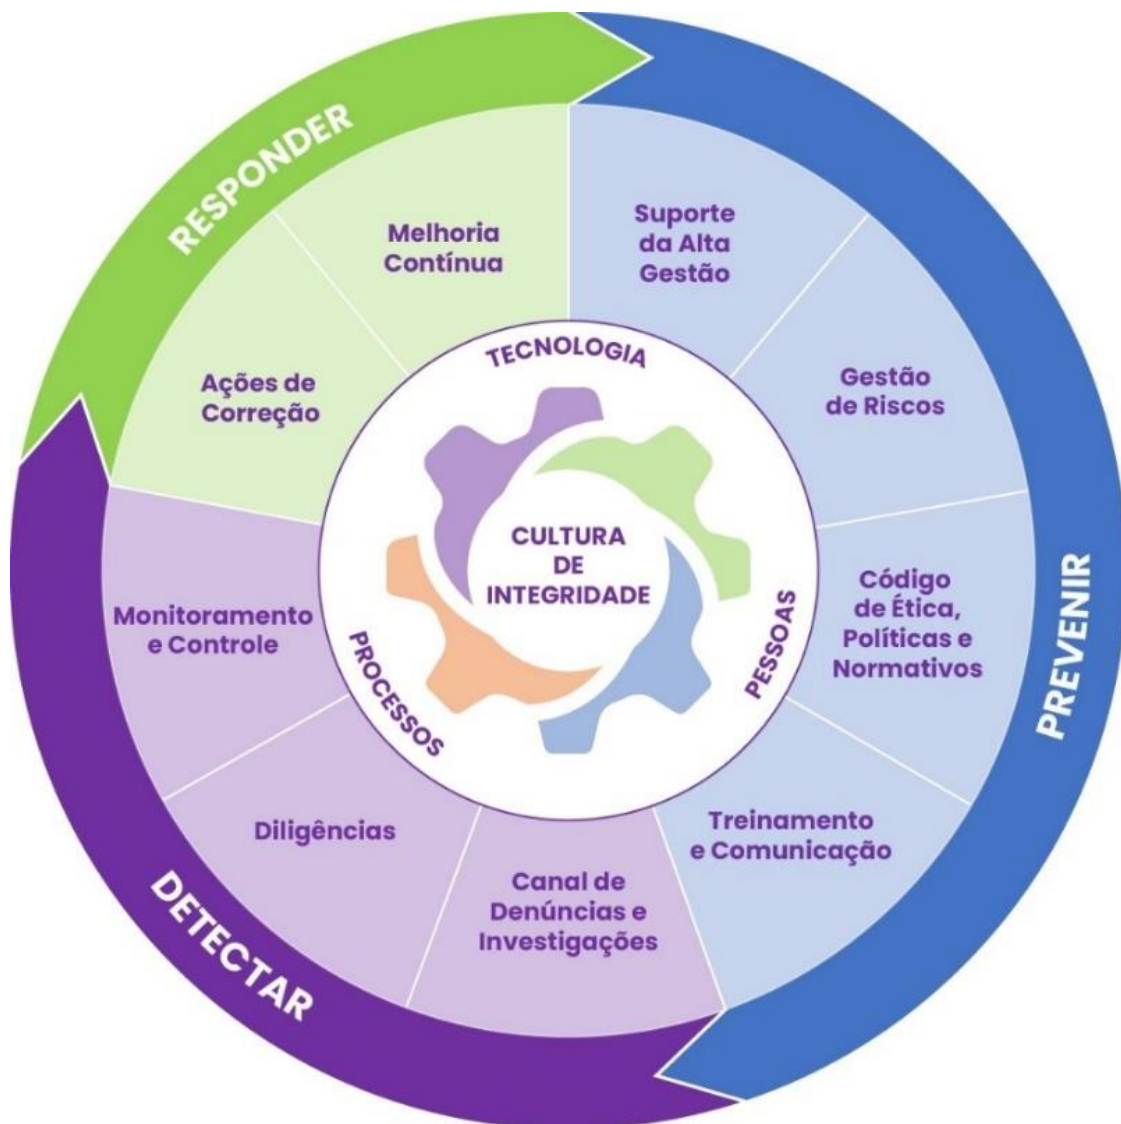 RESPONDER
Melhoria
Contínua
Ações de
Correção
PREVENIR
Suporte
da Alta
Gestão
Gestão
de Riscos
Código
de Ética,
Políticas e
Normativos
Treinamento
e Comunicação
DETECTAR
Canal de
Denúncias e
Investigações
Diligências
Monitoramento
e Controle
TECNOLOGIA
PESSOAS
PROCESSOS
CULTURA
DE
INTEGRIDADE